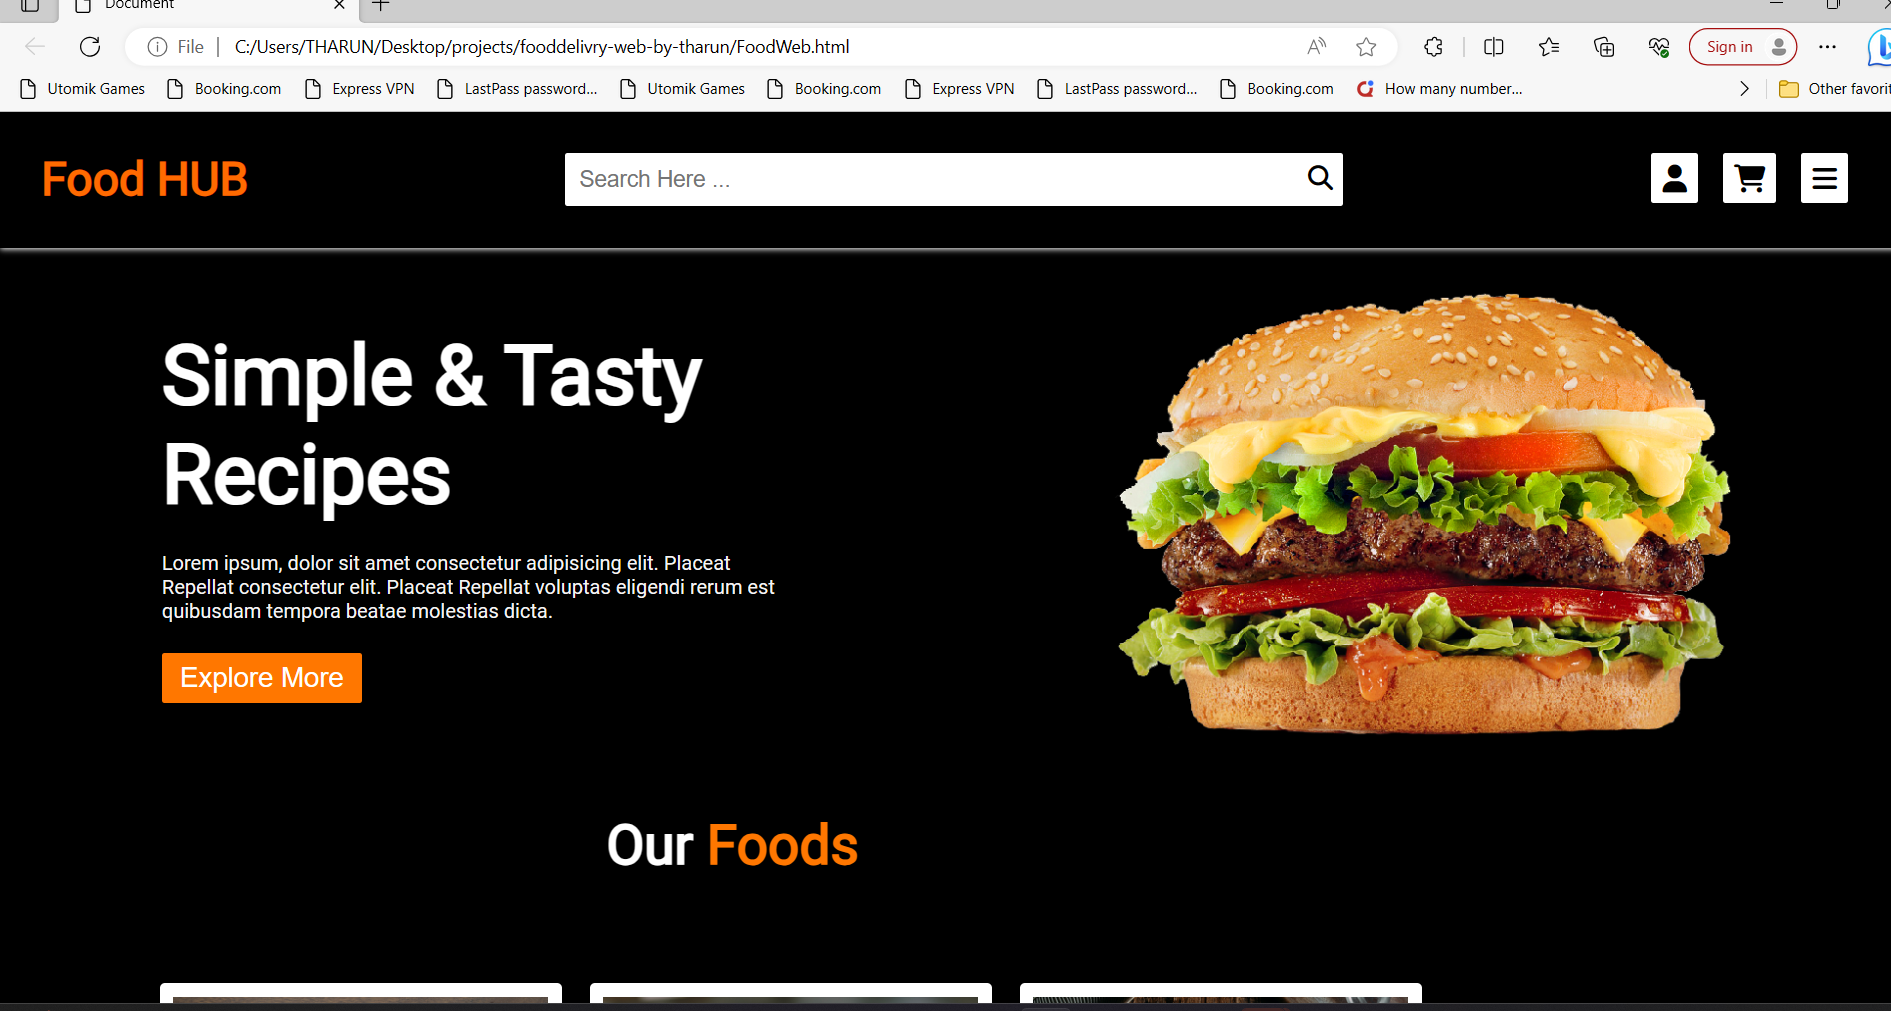 Document
File
C:/Users/THARUN/Desktop/projects/fooddelivry-web-by-tharun/FoodWeb.html
Sign in
Utomik Games
Booking.com
Express VPN
LastPass password...
Utomik Games
Booking.com
Express VPN
LastPass password...
Booking.com
How many number...
Other favorit
Food HUB
Search Here ...
Simple & Tasty
Recipes
Lorem ipsum, dolor sit amet consectetur adipisicing elit. Placeat
Repellat consectetur elit. Placeat Repellat voluptas eligendi rerum est
quibusdam tempora beatae molestias dicta.
Explore More
Our Foods